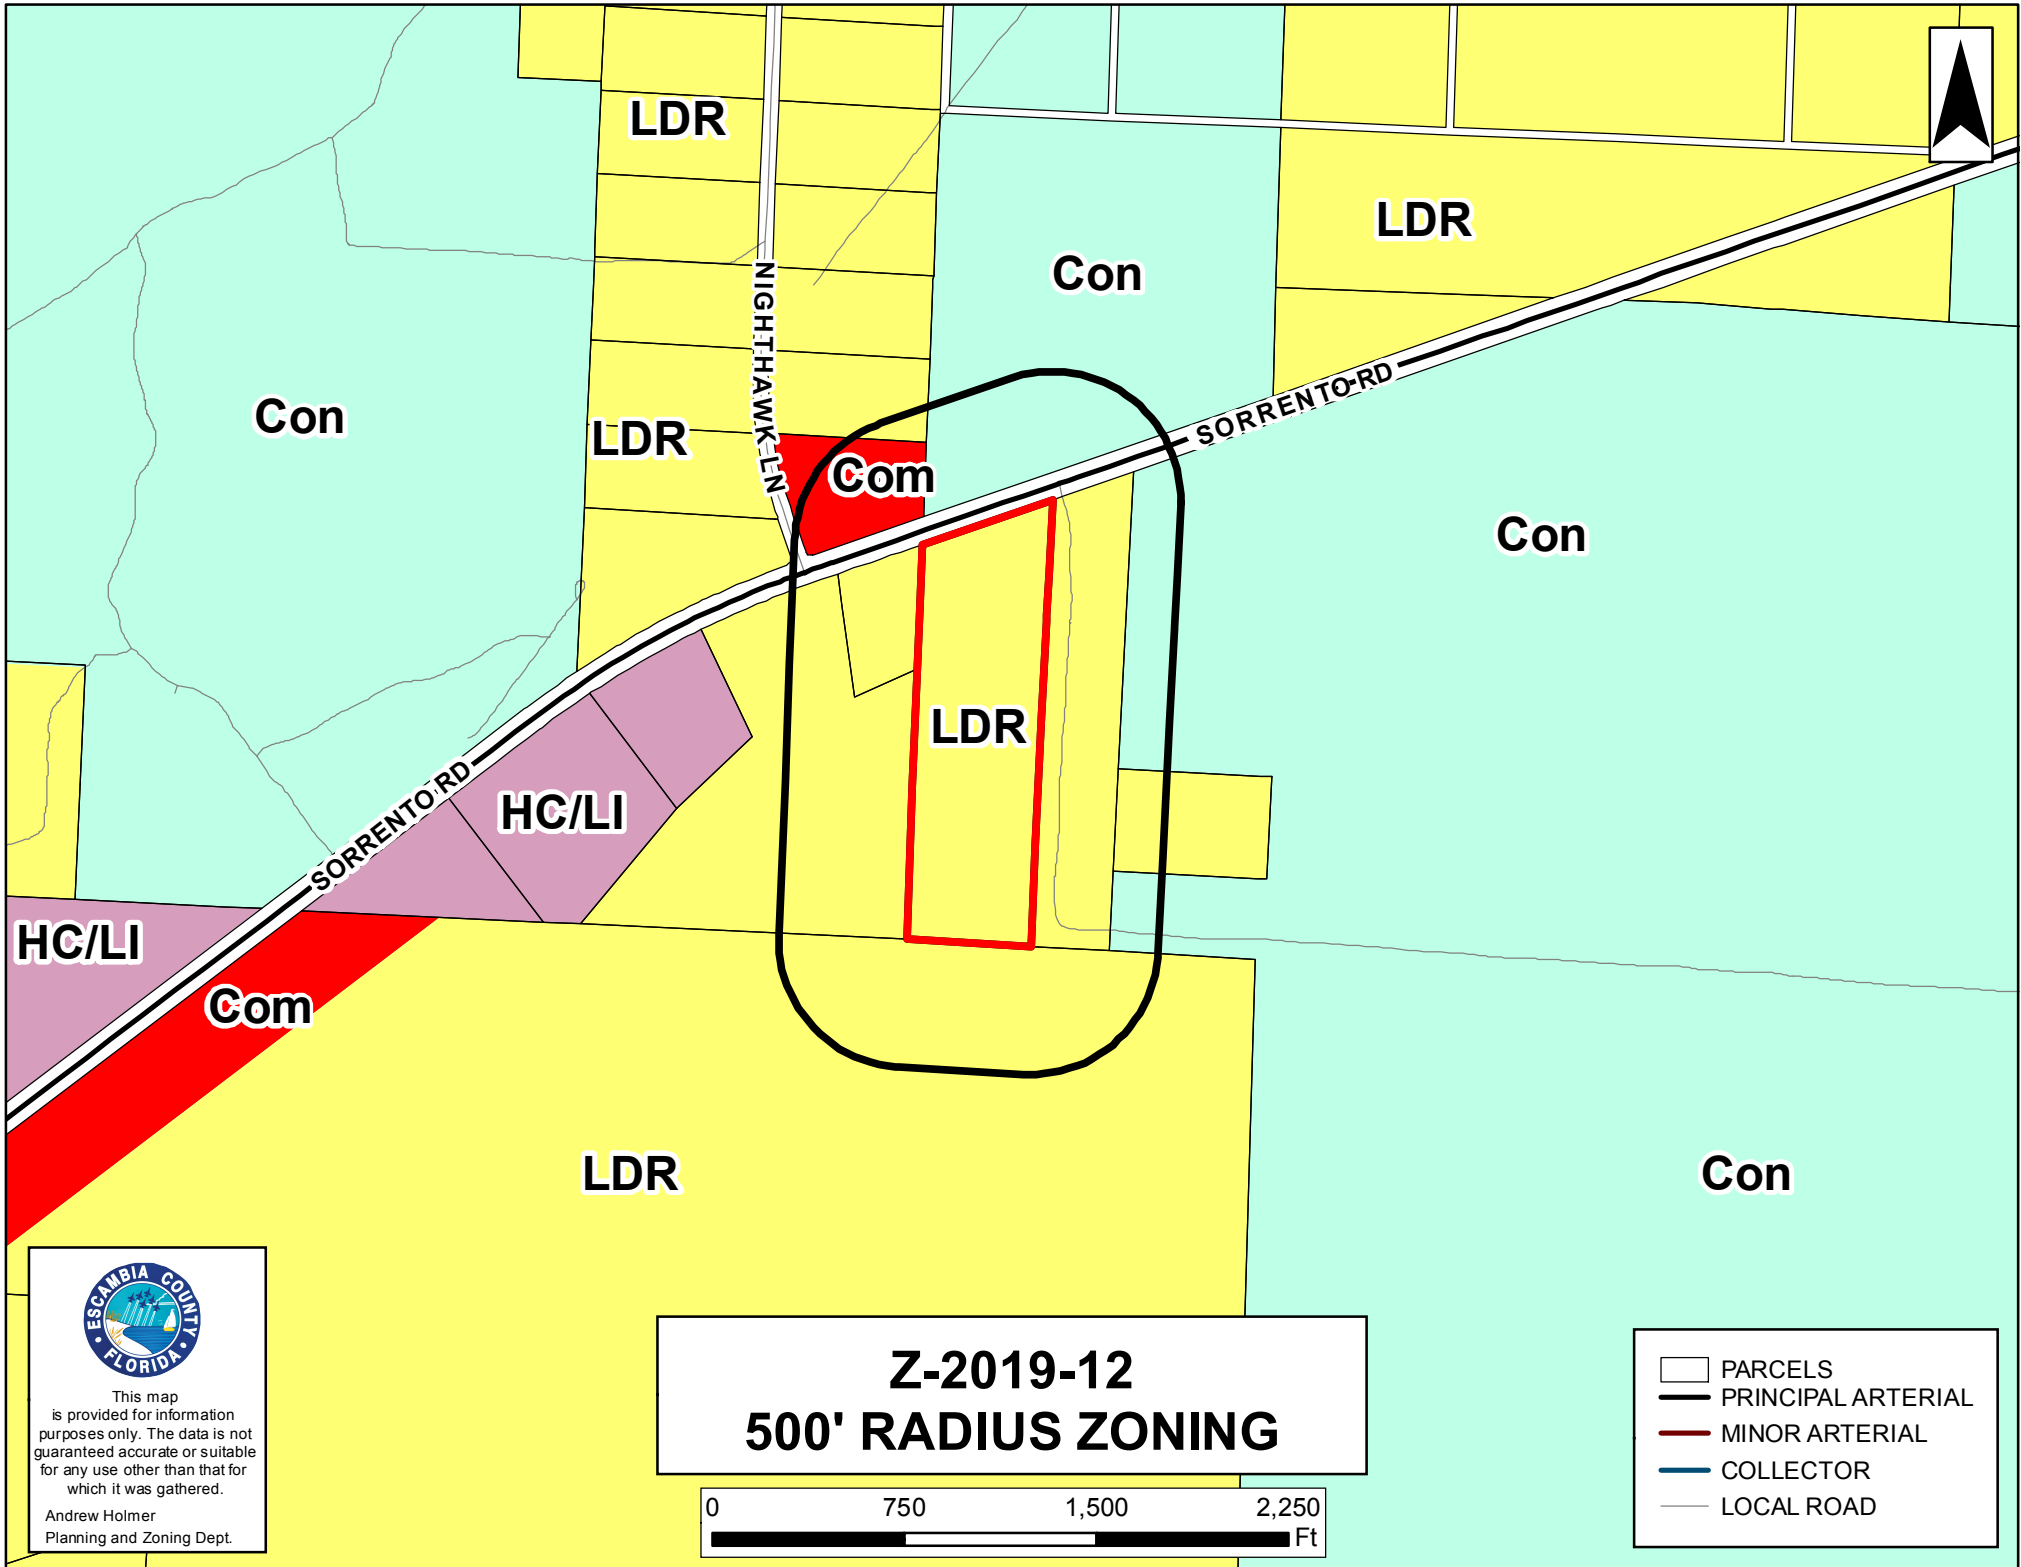 LDR
LDR
Con
NIGHTHAWK LN
Con
LDR
Com
SORRENTO RD
Con
LDR
HC/LI
SORRENTO RD
HC/LI
Com
LDR
Con
ESCAMBIA COUNTY
FLORIDA
This map
is provided for information
purposes only. The data is not
guaranteed accurate or suitable
for any use other than that for
which it was gathered.
Andrew Holmer
Planning and Zoning Dept.
Z-2019-12
500' RADIUS ZONING
0 750 1,500 2,250
Ft
PARCELS
PRINCIPAL ARTERIAL
MINOR ARTERIAL
COLLECTOR
LOCAL ROAD